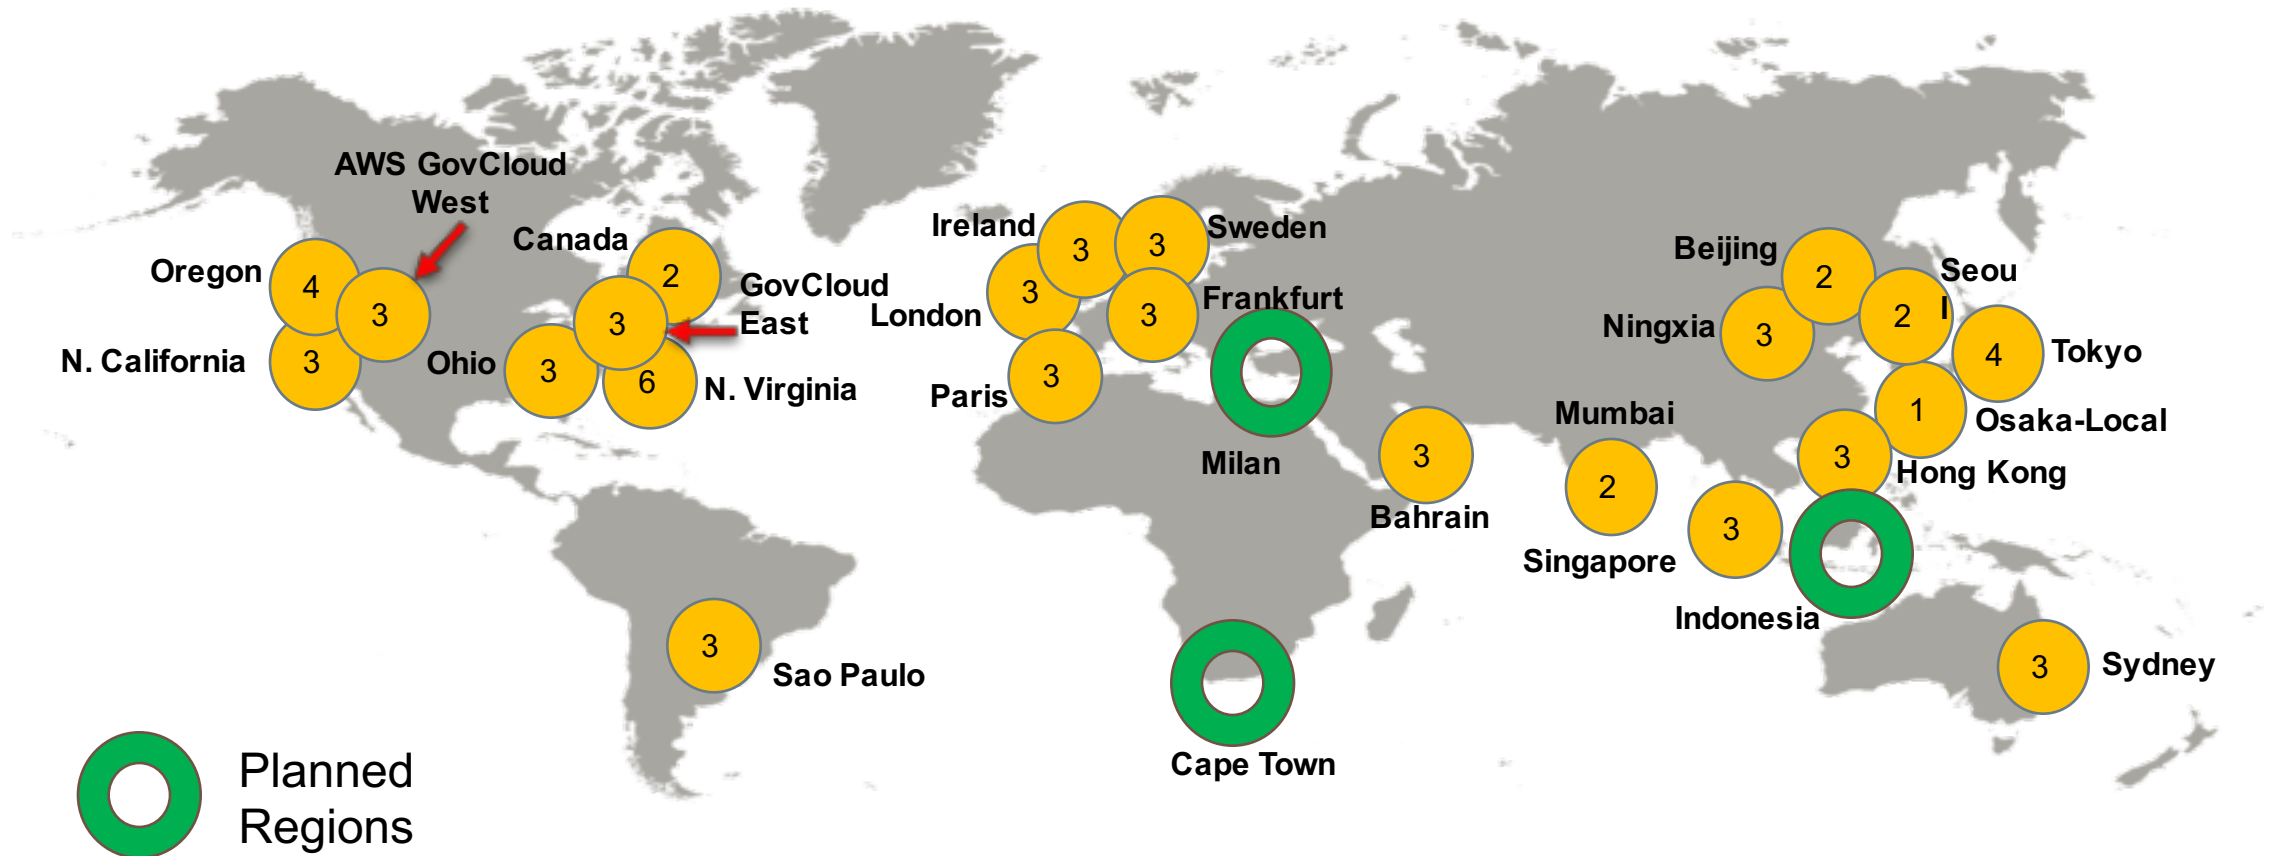 AWS GovCloud
West
Oregon
4
3
N. California
3
Canada
2
GovCloud
East
3
Ohio
3
6
N. Virginia
Sao Paulo
3
Ireland
3
3
Sweden
London
3
3
Frankfurt
Paris
3
Milan
Bahrain
3
Cape Town
Beijing
2
Seou
l
2
Ningxia
3
4
Tokyo
1
Osaka-Local
Mumbai
2
3
Hong Kong
Singapore
3
Indonesia
3
Sydney
Planned
Regions